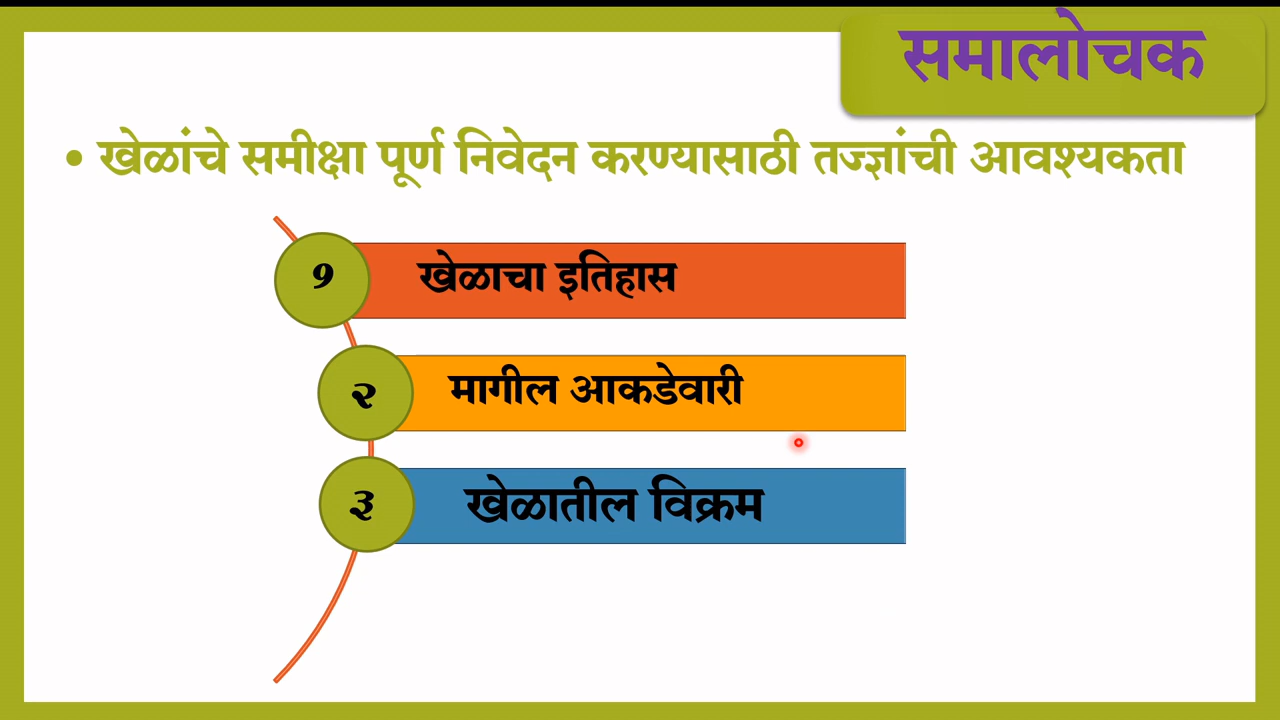 समालोचक
• खेळांचे समीक्षा पूर्ण निवेदन करण्यासाठी तज्ज्ञांची आवश्यकता
१ खेळाचा इतिहास
२ मागील आकडेवारी
३ खेळातील विक्रम